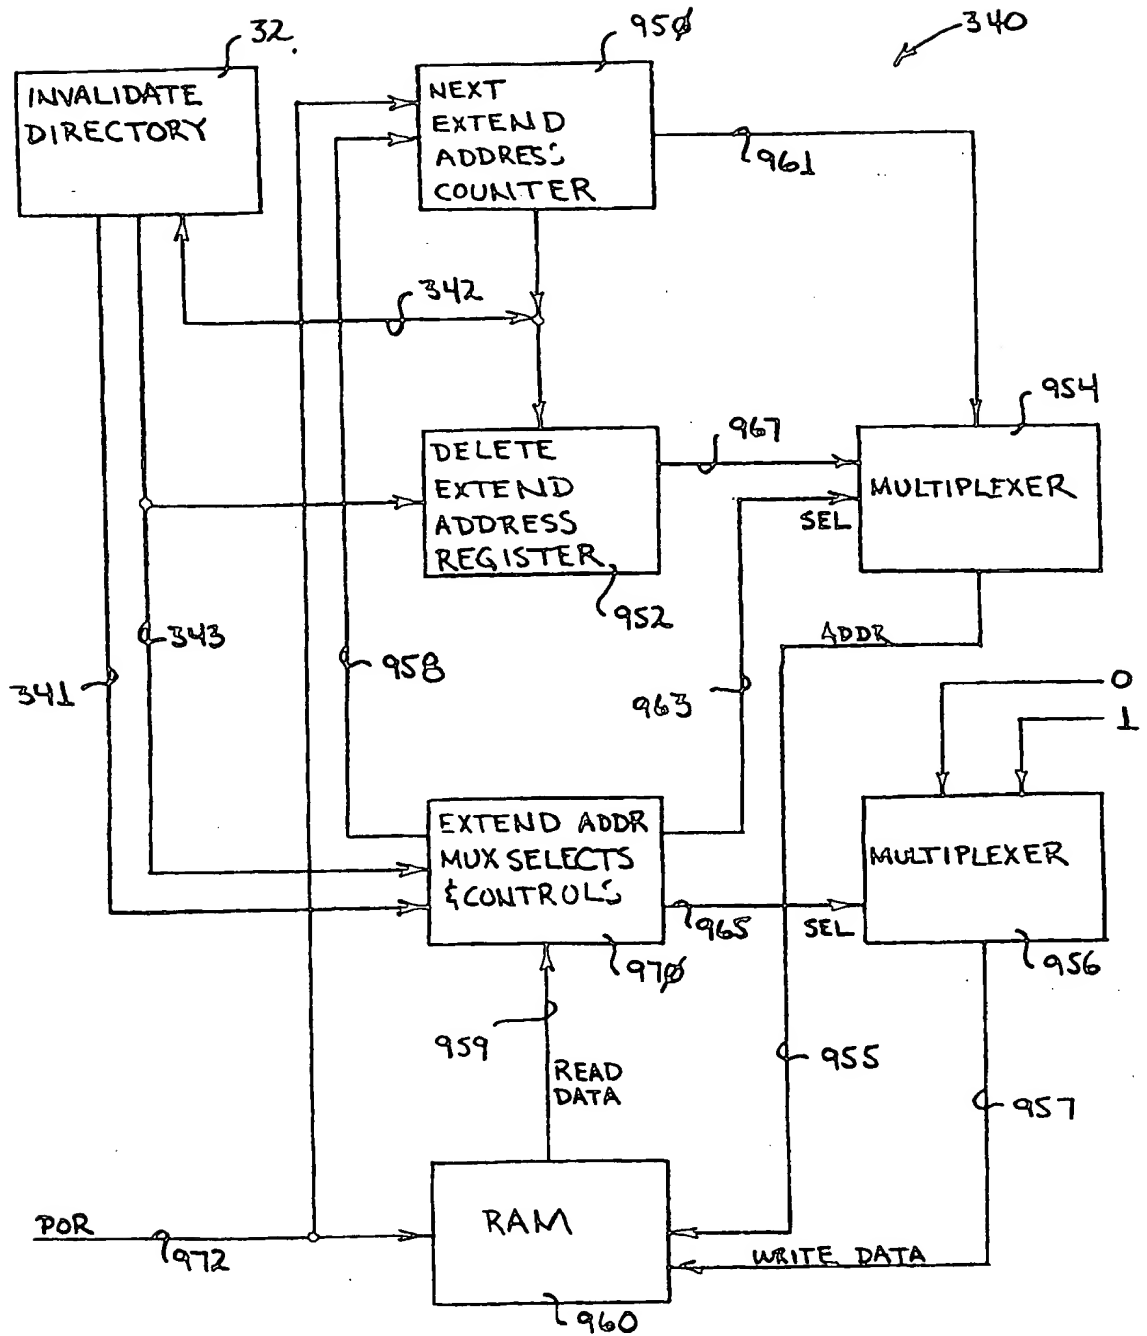 32.
950
340
INVALIDATE
DIRECTORY
NEXT
EXTEND
ADDRESS
COUNTER
961
342
954
967
DELETE
EXTEND
ADDRESS
REGISTER
MULTIPLEXER
SEL
952
343
ADDR
958
341
963
0
1
EXTEND ADDR
MUX SELECTS
& CONTROLS
MULTIPLEXER
965
SEL
970
956
959
955
READ
DATA
957
RAM
POR
972
WRITE DATA
960